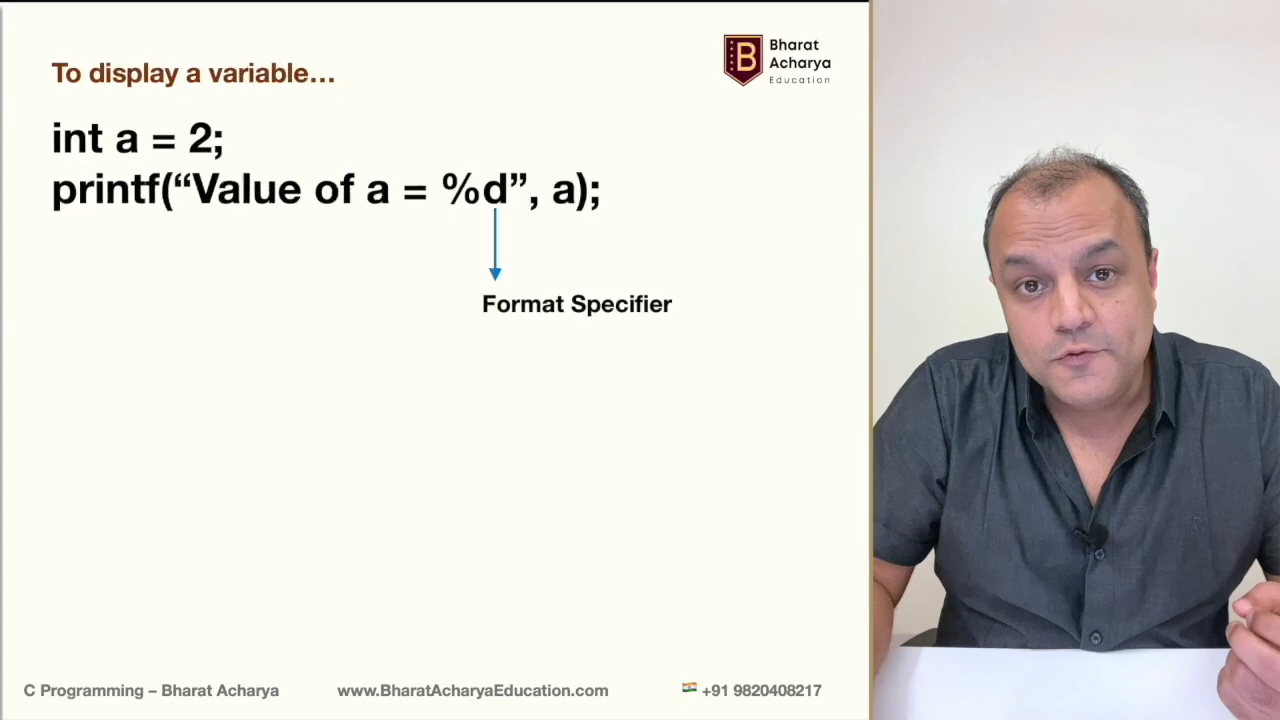 To display a variable…
B
Bharat
Acharya
Education
int a = 2;
printf(“Value of a = %d”, a);
Format Specifier
C Programming – Bharat Acharya
www.BharatAcharyaEducation.com
+91 9820408217